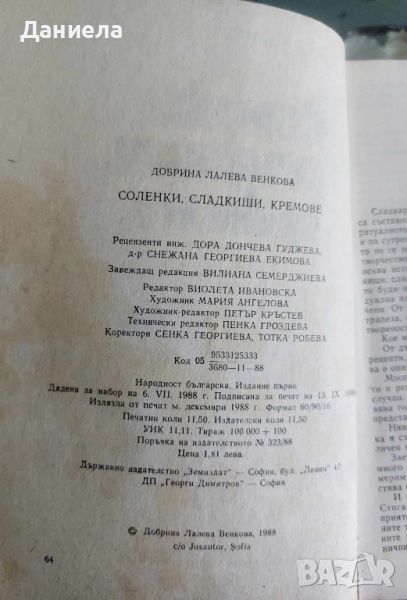 Даниела
ДОБРИНА ЛАЛЕВА ВЕНКОВА
СОЛЕНКИ, СЛАДКИШИ, КРЕМОВЕ
Рецензенти инж. ДОРА ДОНЧЕВА ГУДЖЕВА,
д-р СНЕЖАНА ГЕОРГИЕВА ЕКИМОВА
Завеждащ редакция ВИЛИАНА СЕМЕРДЖИЕВА
Редактор ВИОЛЕТА ИВАНОВСКА
Художник МАРИЯ АНГЕЛОВА
Художник-редактор ПЕТЪР КРЪСТЕВ
Технически редактор ПЕНКА ГРОЗДЕВА
Коректори СЕНКА ГЕОРГИЕВА, ТОТКА РОБЕВА
Код 05 9533125333
3680—11—88
Народност българска. Издание първо
Дадена за набор на 6. VII. 1988 г. Подписана за печат на 13. IX
Излязла от печат м. декември 1988 г. Формат 60/90/16
Печатни коли 11,50. Издателски коли 11,50
УИК 11,11. Тираж 100 000 + 100
Поръчка на издателството № 323/88
Цена 1,81 лева.
Държавно издателство „Земиздат" — София, бул. „Ленин" 47
ДП „Георги Димитров" — София
© Добрина Лалева Венкова, 1988
c/o Jusautor, Sofia
64
БАЗАР